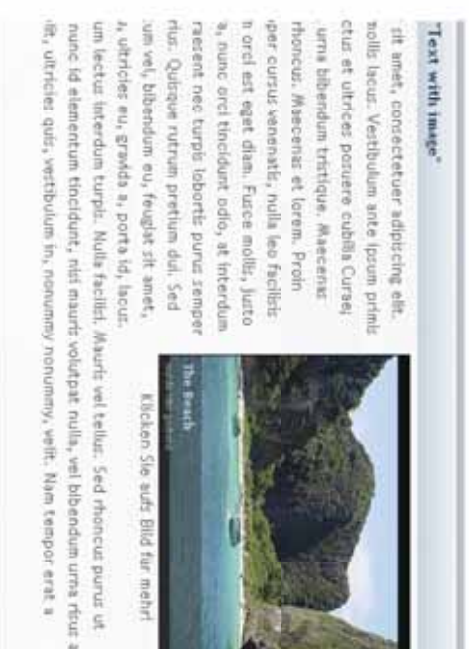 "Text with image"
sit amet, consectetuer adipiscing elit.
mollis lacus. Vestibulum ante ipsum primis
ctus et ultrices posuere cubilia Curae;
urna bibendum tristique. Maecenas
rhoncus. Maecenas et lorem. Proin
per cursus venenatis, nulla leo facilisis
n orci est eget diam. Fusce mollis, justo
a, nunc orci tincidunt odio, at interdum
raesent nec turpis lobortis purus semper
rius. Quisque rutrum pretium dui. Sed
um vel, bibendum eu, feugiat sit amet,
a, ultricies eu, gravida a, porta id, lacus.
um lectus interdum turpis. Nulla facilisi. Mauris vel tellus. Sed rhoncus purus ut
nunc id elementum tincidunt, nisi mauris volutpat nulla, vel bibendum urna risus a
lit, ultricies quis, vestibulum in, nonummy nonummy, velit. Nam tempor erat a
The Beach
Klicken Sie aufs Bild für mehr!